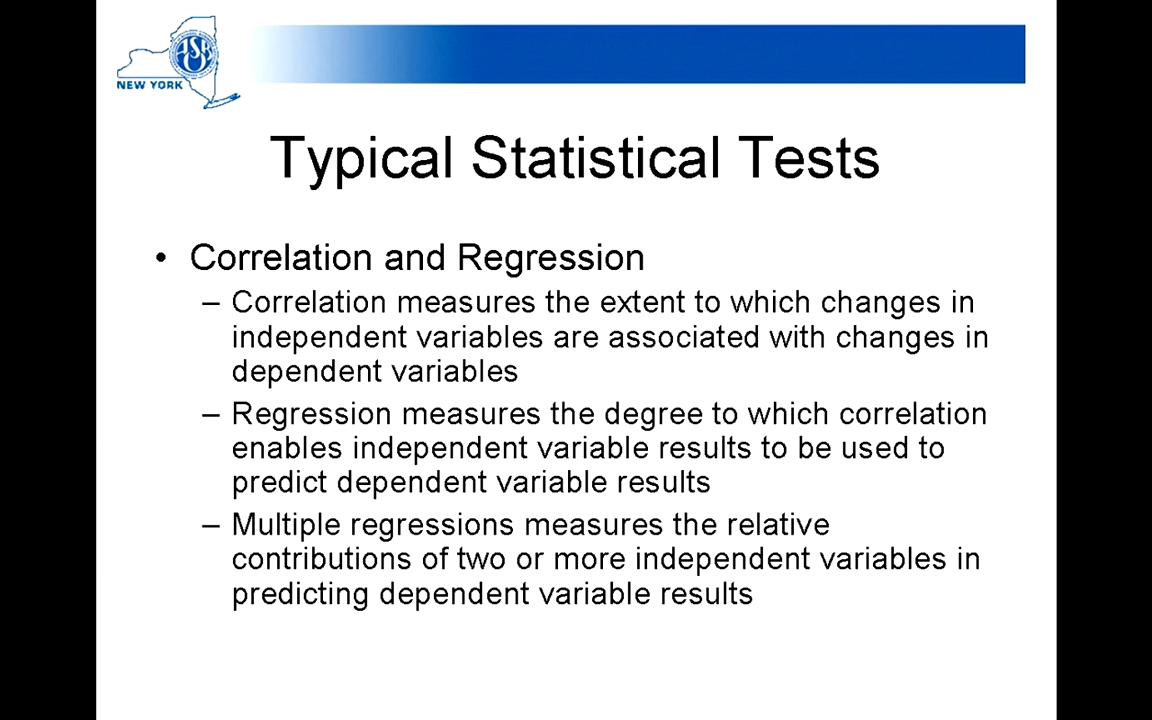 ASBO
NEW YORK
Typical Statistical Tests
• Correlation and Regression
– Correlation measures the extent to which changes in
independent variables are associated with changes in
dependent variables
– Regression measures the degree to which correlation
enables independent variable results to be used to
predict dependent variable results
– Multiple regressions measures the relative
contributions of two or more independent variables in
predicting dependent variable results